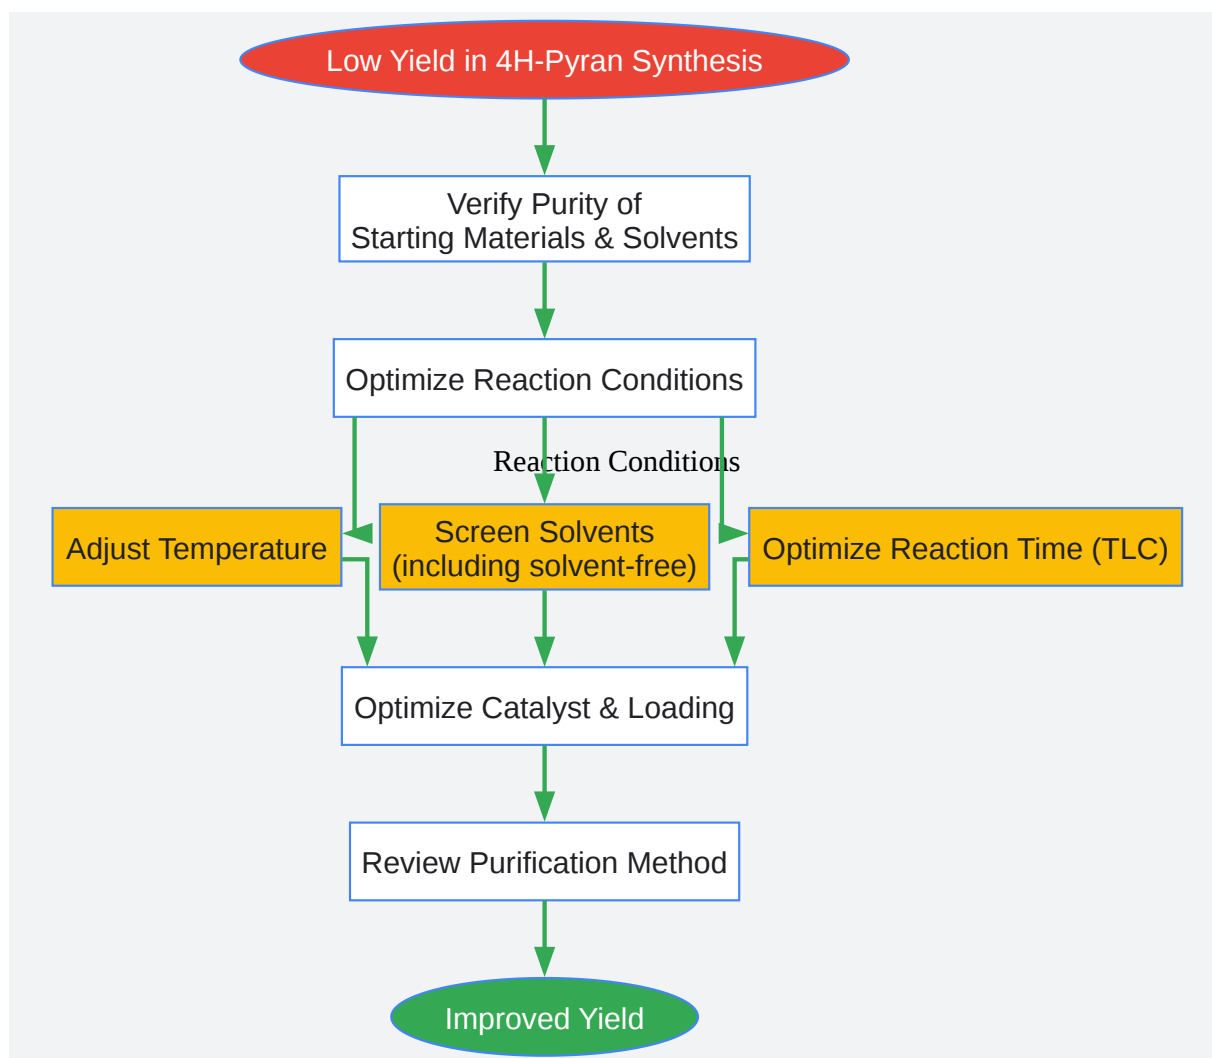 Low Yield in 4H-Pyran Synthesis
Verify Purity of
Starting Materials & Solvents
Optimize Reaction Conditions
Reaction Conditions
Adjust Temperature
Screen Solvents
(including solvent-free)
Optimize Reaction Time (TLC)
Optimize Catalyst & Loading
Review Purification Method
Improved Yield